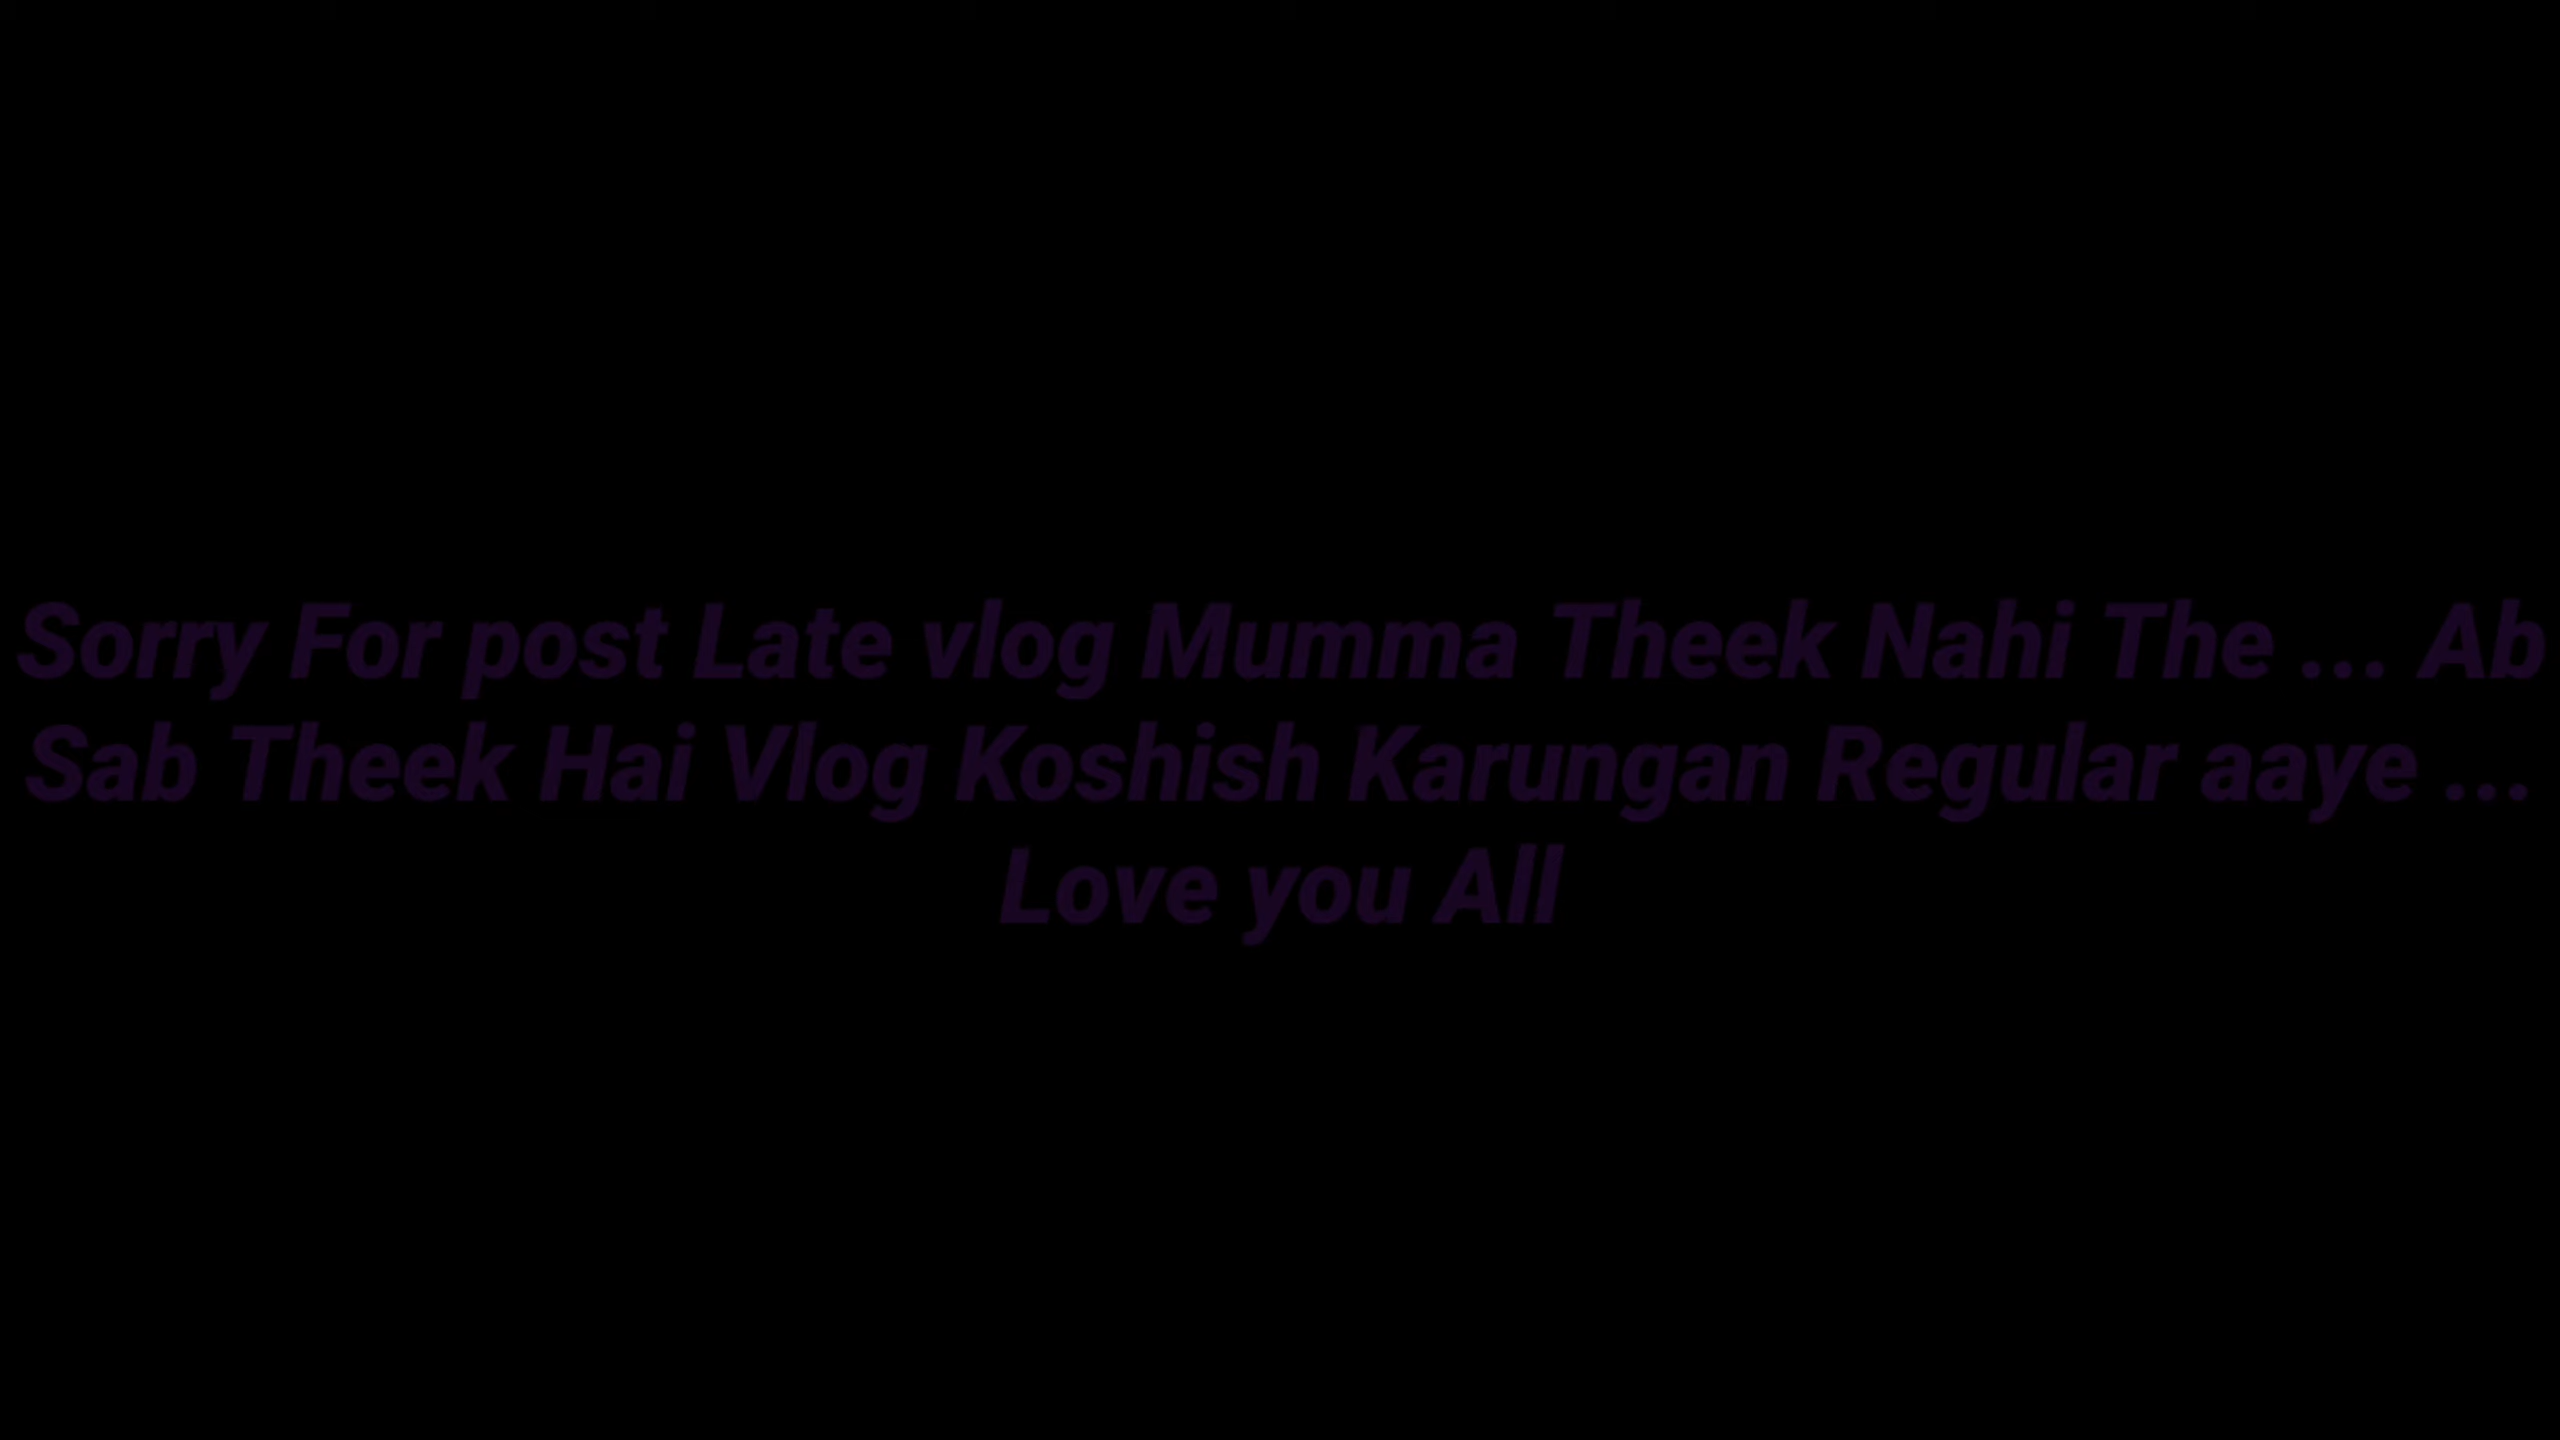 Sorry For post Late vlog Mumma Theek Nahi The ... Ab
Sab Theek Hai Vlog Koshish Karungan Regular aaye ...
Love you All